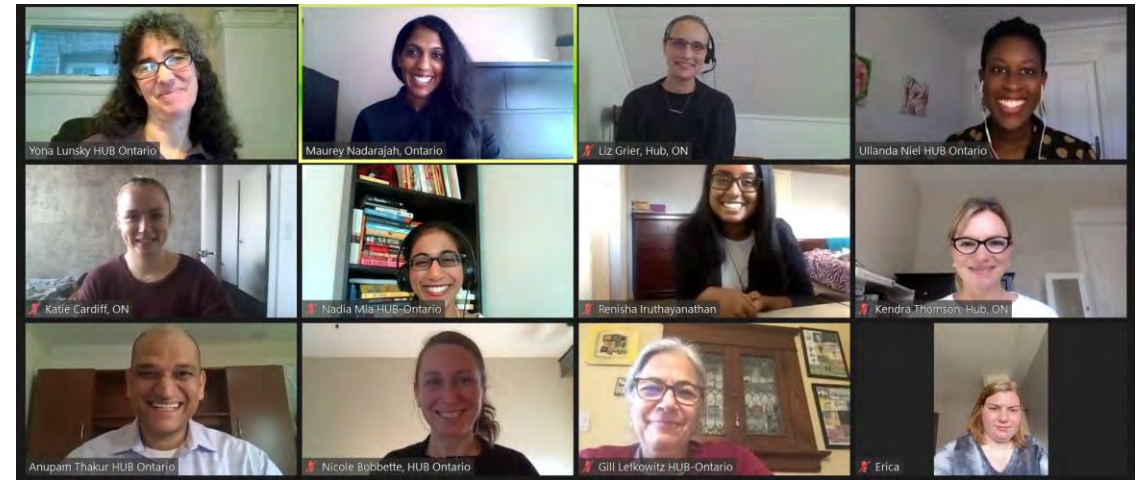 Yona Lunsky HUB Ontario
Maurey Nadarajah, Ontario
Liz Grier, Hub, ON
Ullanda Niel HUB Ontario
Katie Cardiff, ON
Nadia Mia HUB-Ontario
Renisha Iruthayanathan
Kendra Thomson, Hub, ON
Anupam Thakur HUB Ontario
Nicole Bobbette, HUB Ontario
Gill Lefkowitz HUB-Ontario
Erica